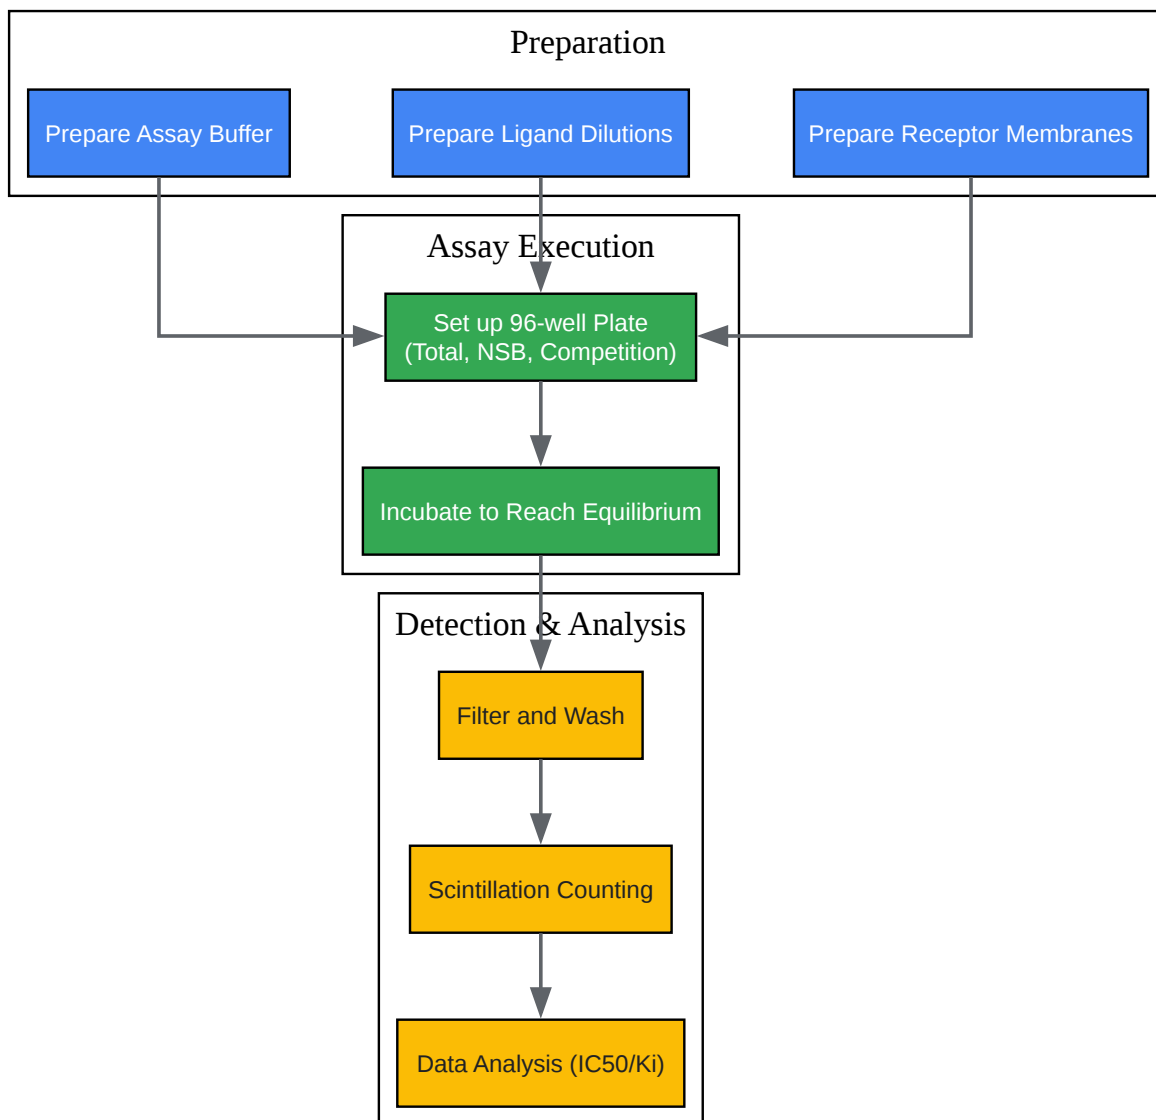 Preparation
Prepare Assay Buffer
Prepare Ligand Dilutions
Prepare Receptor Membranes
Assay Execution
Set up 96-well Plate
(Total, NSB, Competition)
Incubate to Reach Equilibrium
Detection & Analysis
Filter and Wash
Scintillation Counting
Data Analysis (IC50/Ki)